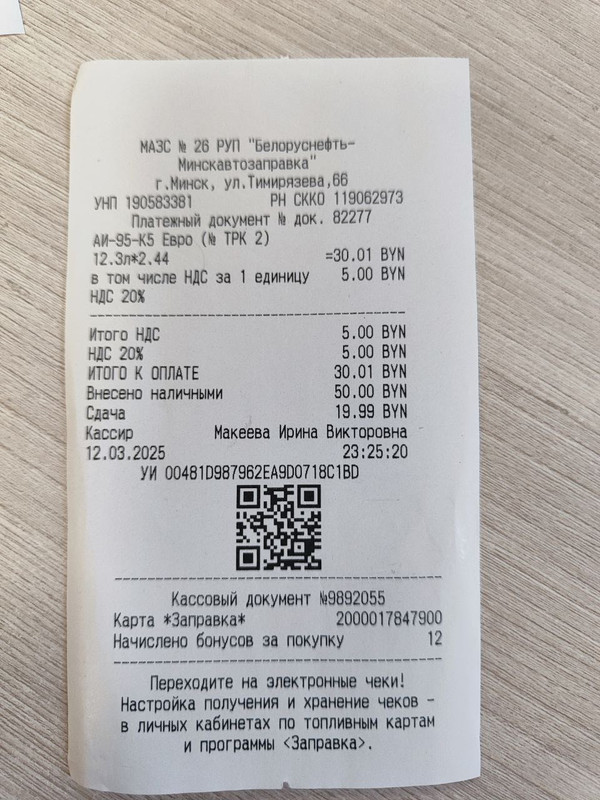 МАЗС № 26 РУП "Белоруснефть-
Минскавтозаправка"
г.Минск, ул.Тимирязева,66
УНП 190583381 РН СККО 119062973
Платежный документ № док. 82277
АИ-95-К5 Евро (№ ТРК 2)
12.3л*2.44 =30.01 BYN
в том числе НДС за 1 единицу 5.00 BYN
НДС 20%
Итого НДС 5.00 BYN
НДС 20% 5.00 BYN
ИТОГО К ОПЛАТЕ 30.01 BYN
Внесено наличными 50.00 BYN
Сдача 19.99 BYN
Кассир Макеева Ирина Викторовна
12.03.2025 23:25:20
УИ 00481D987962EA9D0718C1BD
Кассовый документ №9892055
Карта *Заправка* 2000017847900
Начислено бонусов за покупку 12
Переходите на электронные чеки!
Настройка получения и хранение чеков -
в личных кабинетах по топливным картам
и программы <Заправка>.